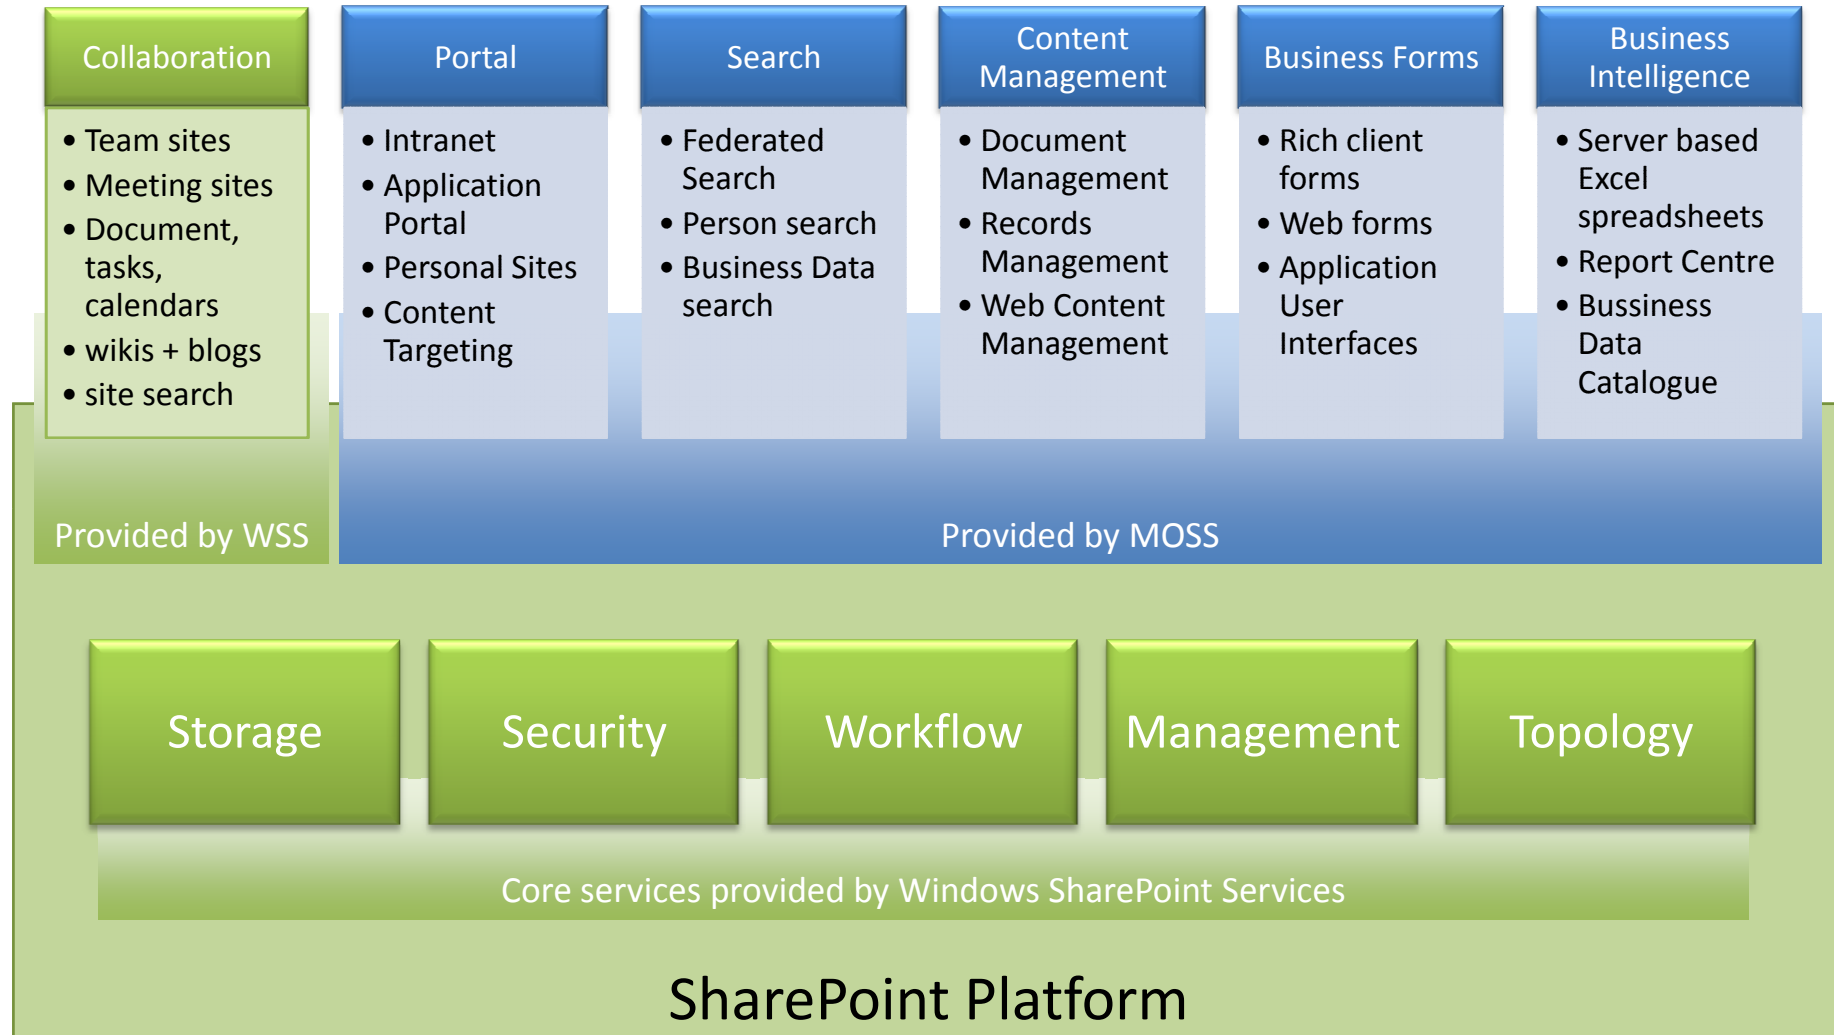 Collaboration
• Team sites
• Meeting sites
• Document,
tasks,
calendars
• wikis + blogs
• site search
Portal
• Intranet
• Application
Portal
• Personal Sites
• Content
Targeting
Search
• Federated
Search
• Person search
• Business Data
search
Content
Management
• Document
Management
• Records
Management
• Web Content
Management
Business Forms
• Rich client
forms
• Web forms
• Application
User
Interfaces
Business
Intelligence
• Server based
Excel
spreadsheets
• Report Centre
• Bussiness
Data
Catalogue
Provided by WSS
Provided by MOSS
Storage
Security
Workflow
Management
Topology
Core services provided by Windows SharePoint Services
SharePoint Platform